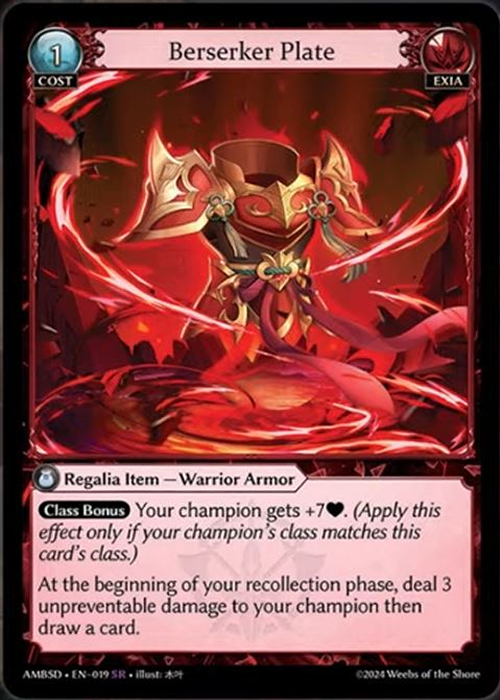 1
Berserker Plate
COST
EXIA
Regalia Item — Warrior Armor
Class Bonus Your champion gets +7♥. (Apply this
effect only if your champion's class matches this
card's class.)
At the beginning of your recollection phase, deal 3
unpreventable damage to your champion then
draw a card.
AMBSD • EN-019 SR • illust: 木叶
©2024 Weebs of the Shore